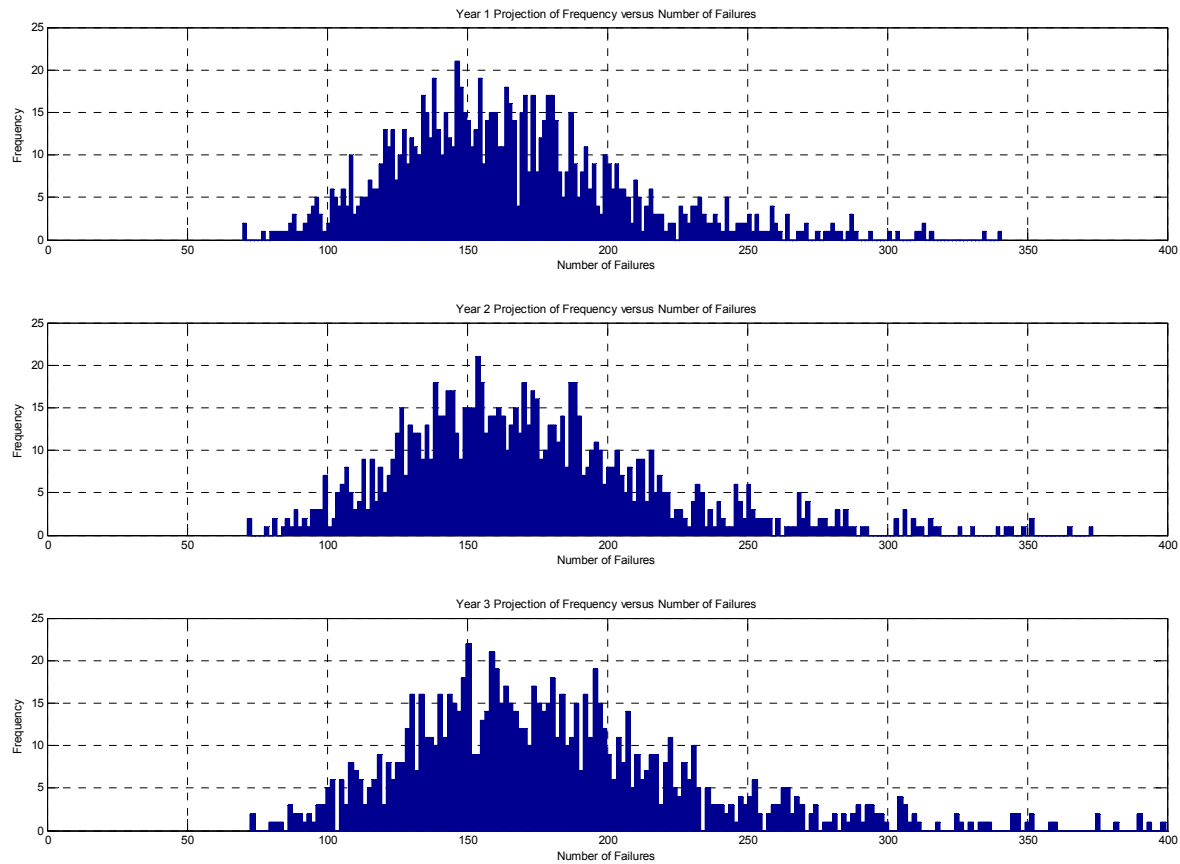 Year 1 Projection of Frequency versus Number of Failures
25
20
15
10
5
0
Frequency
0 50 100 150 200 250 300 350 400
Number of Failures
Year 2 Projection of Frequency versus Number of Failures
25
20
15
10
5
0
Frequency
0 50 100 150 200 250 300 350 400
Number of Failures
Year 3 Projection of Frequency versus Number of Failures
25
20
15
10
5
0
Frequency
0 50 100 150 200 250 300 350 400
Number of Failures